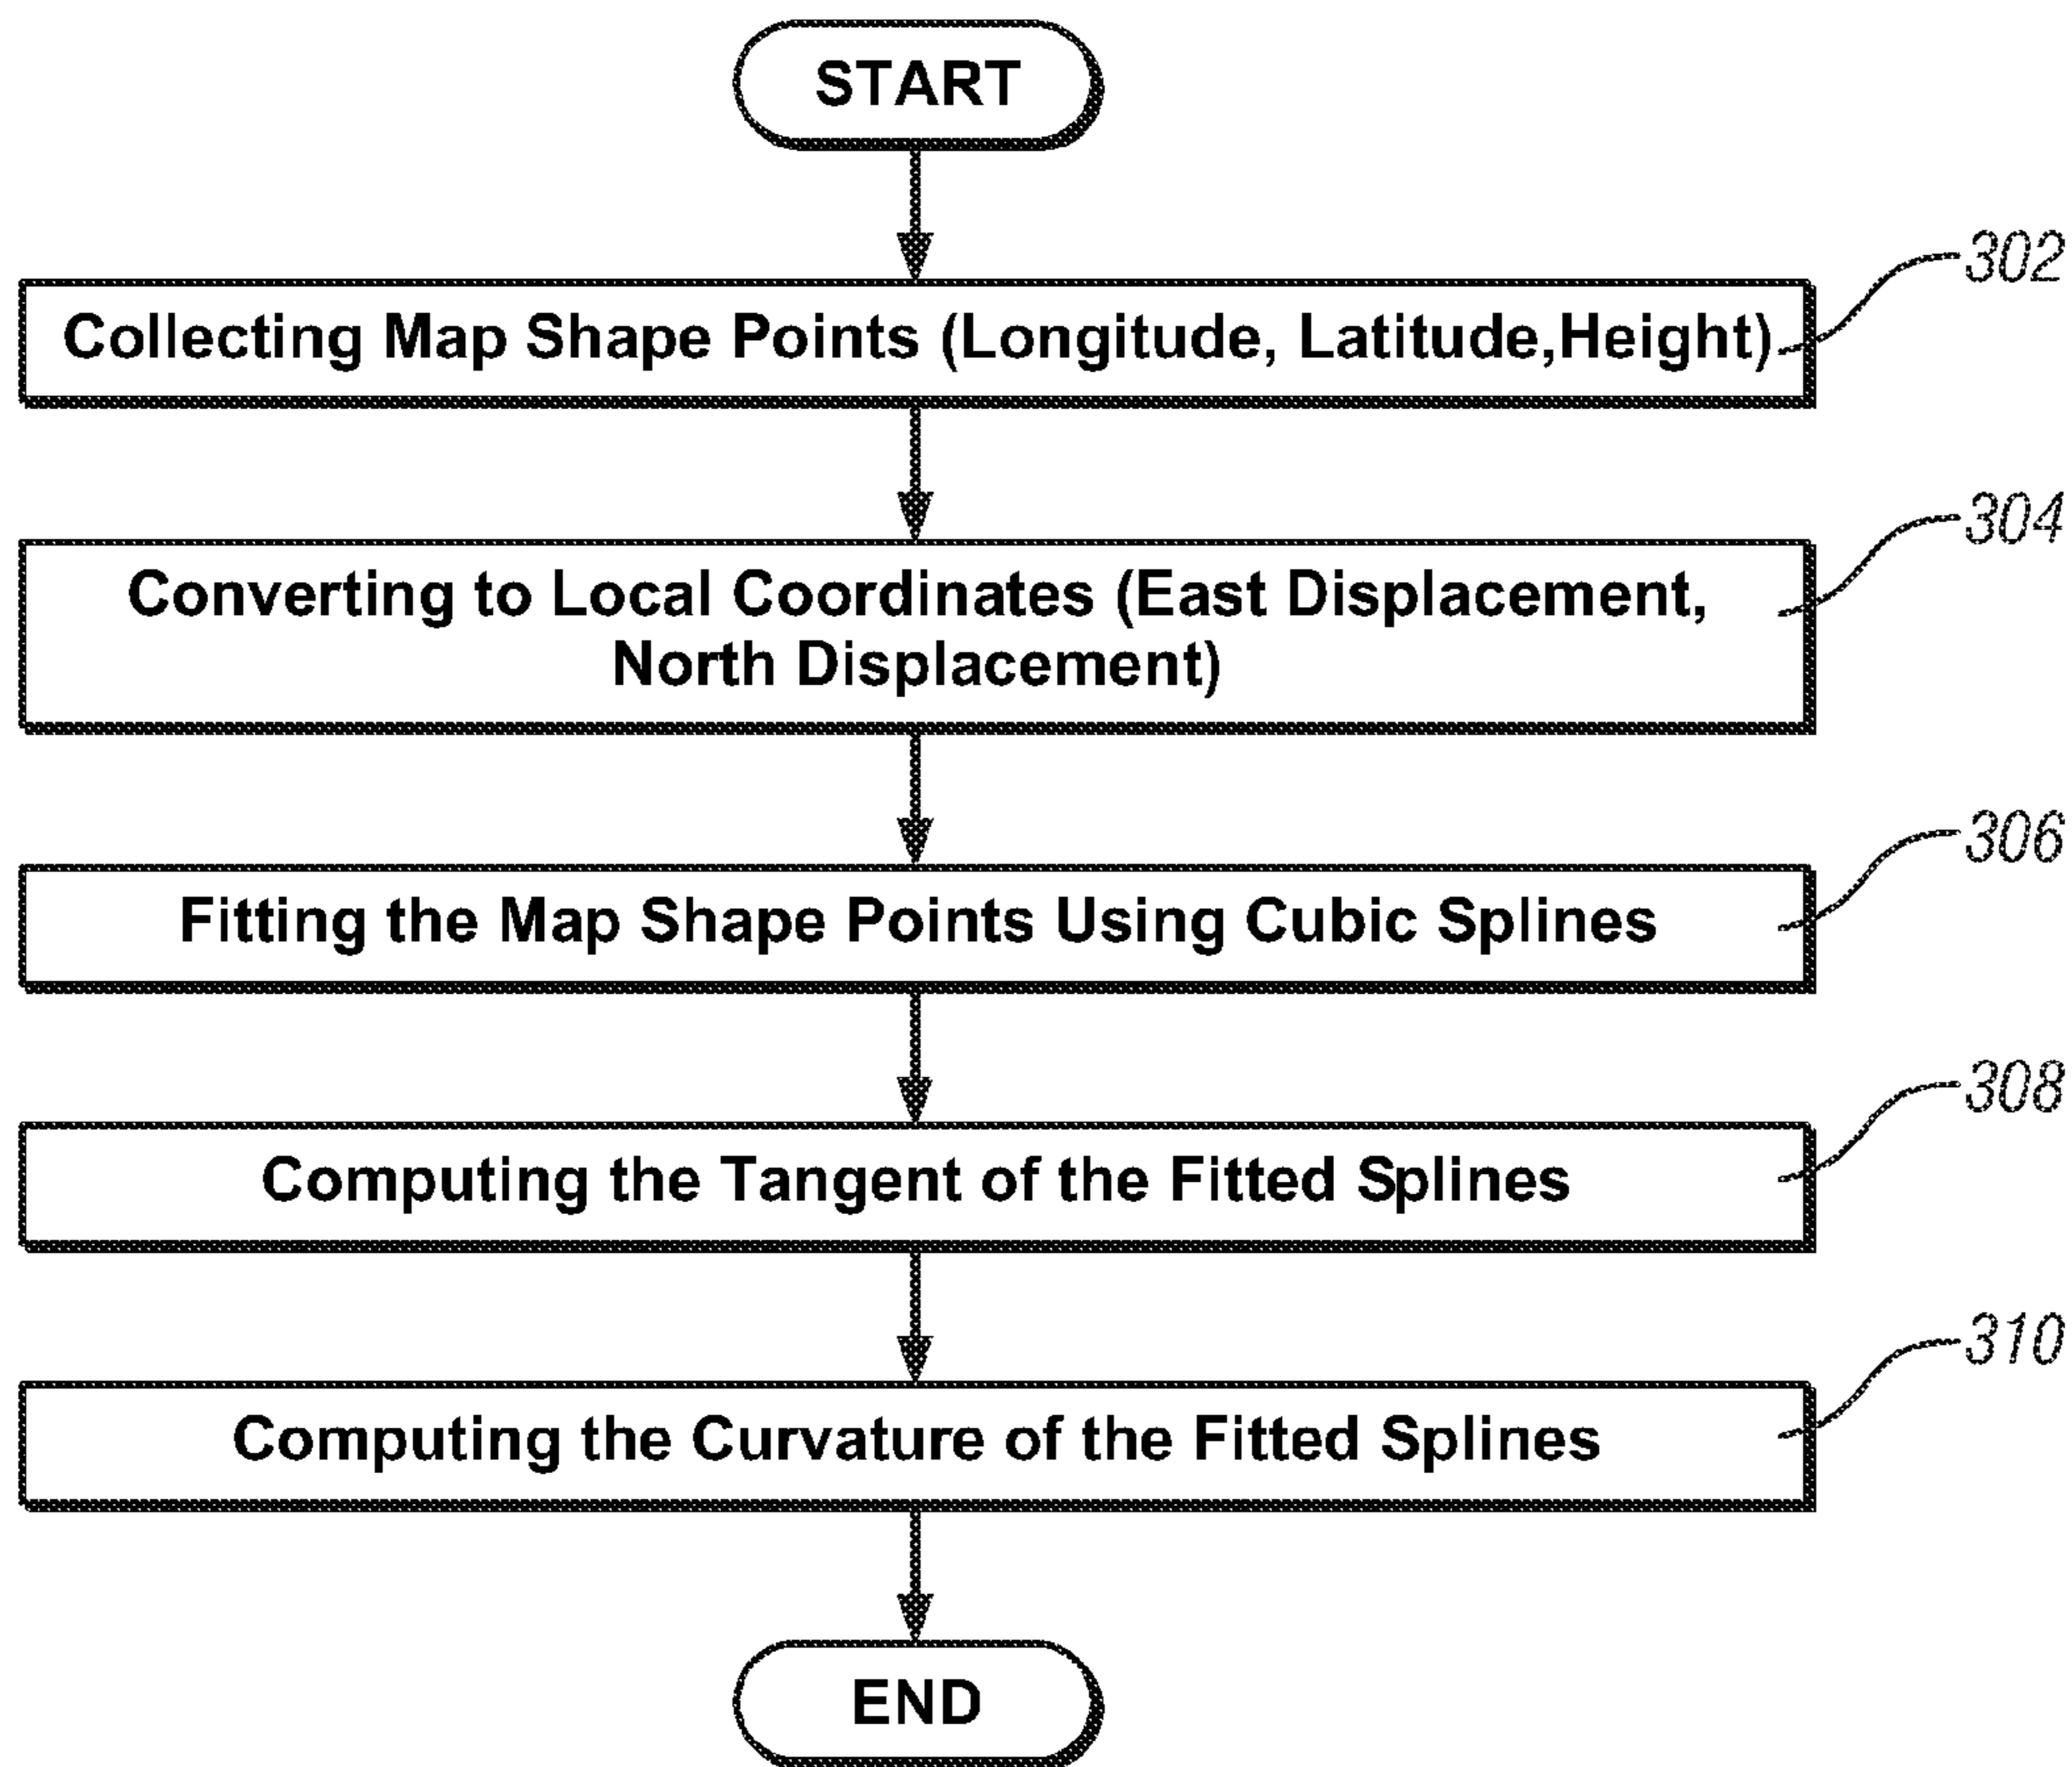 START
302
Collecting Map Shape Points (Longitude, Latitude,Height)
304
Converting to Local Coordinates (East Displacement,
North Displacement)
306
Fitting the Map Shape Points Using Cubic Splines
308
Computing the Tangent of the Fitted Splines
310
Computing the Curvature of the Fitted Splines
END